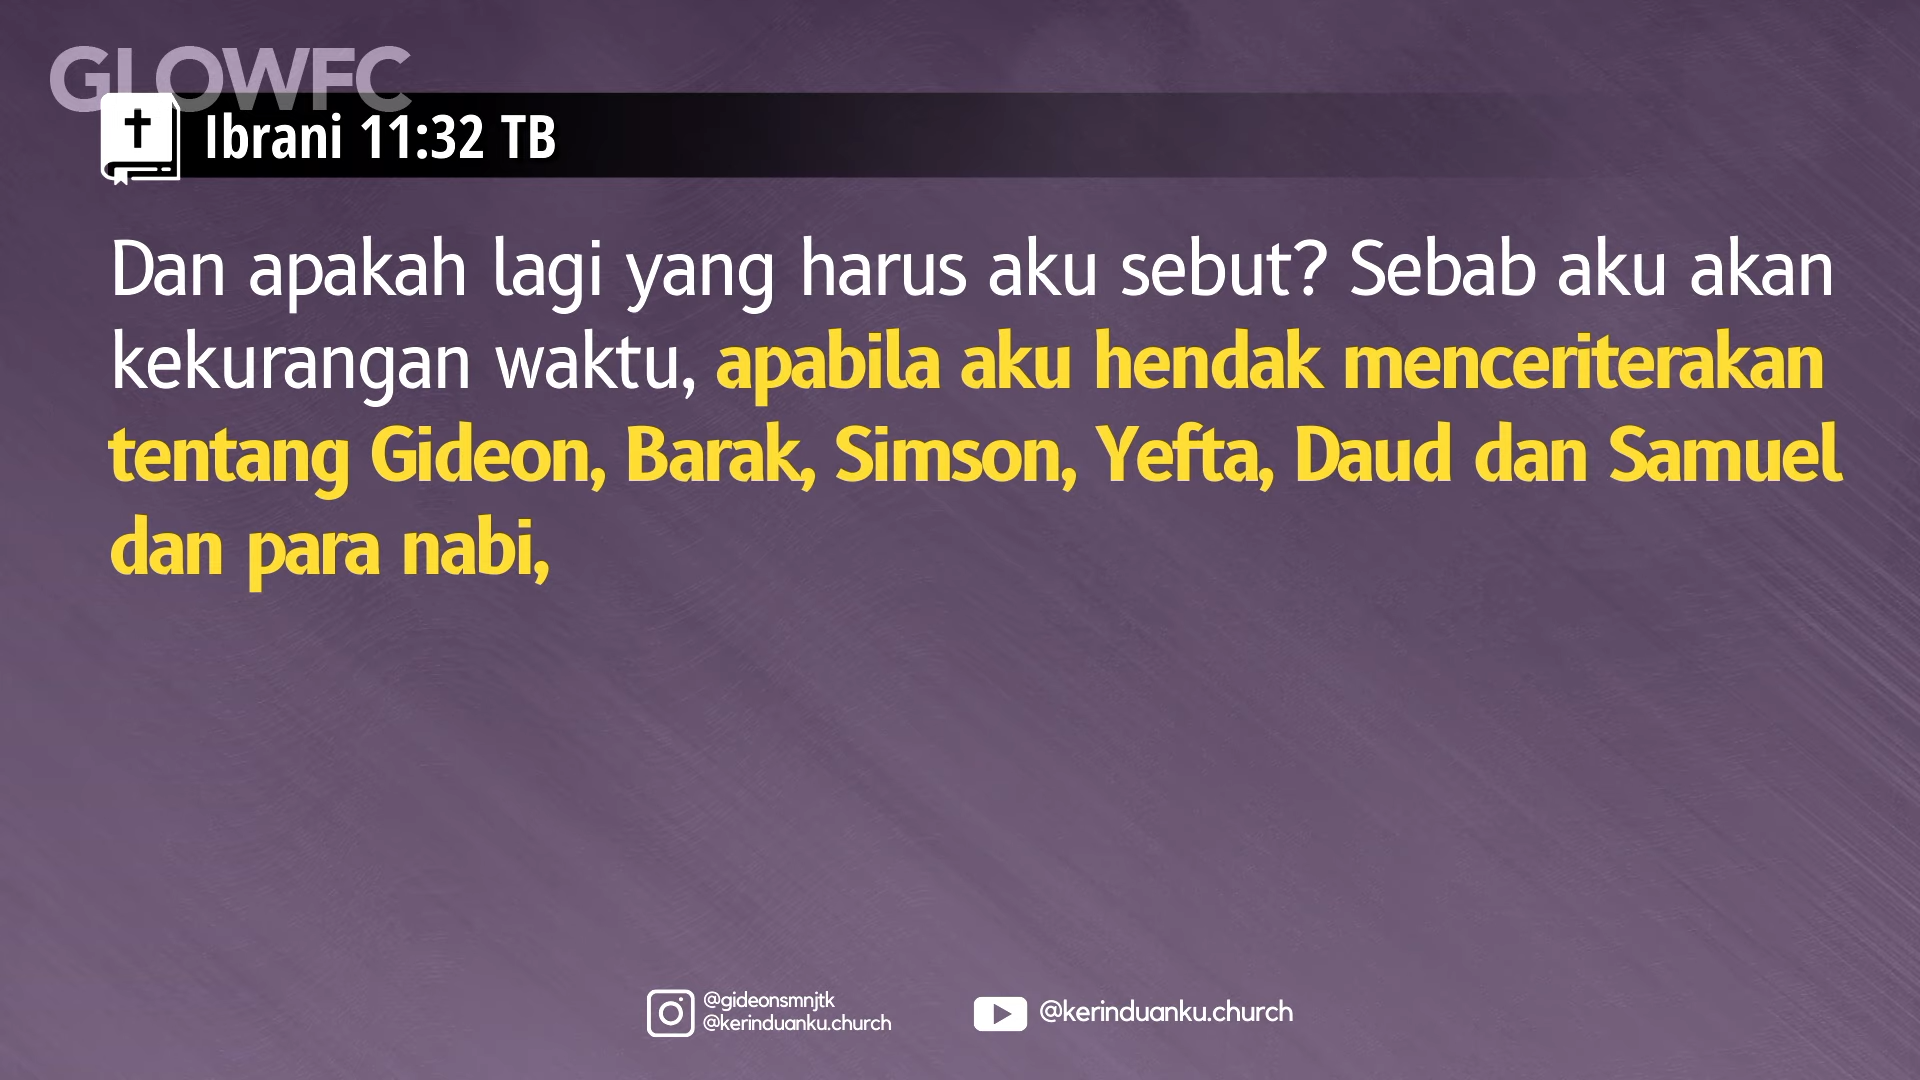 GLOWFC
Ibrani 11:32 TB
Dan apakah lagi yang harus aku sebut? Sebab aku akan
kekurangan waktu, apabila aku hendak menceriterakan
tentang Gideon, Barak, Simson, Yefta, Daud dan Samuel
dan para nabi,
@gideonsmnjtk
@kerinduanku.church
@kerinduanku.church